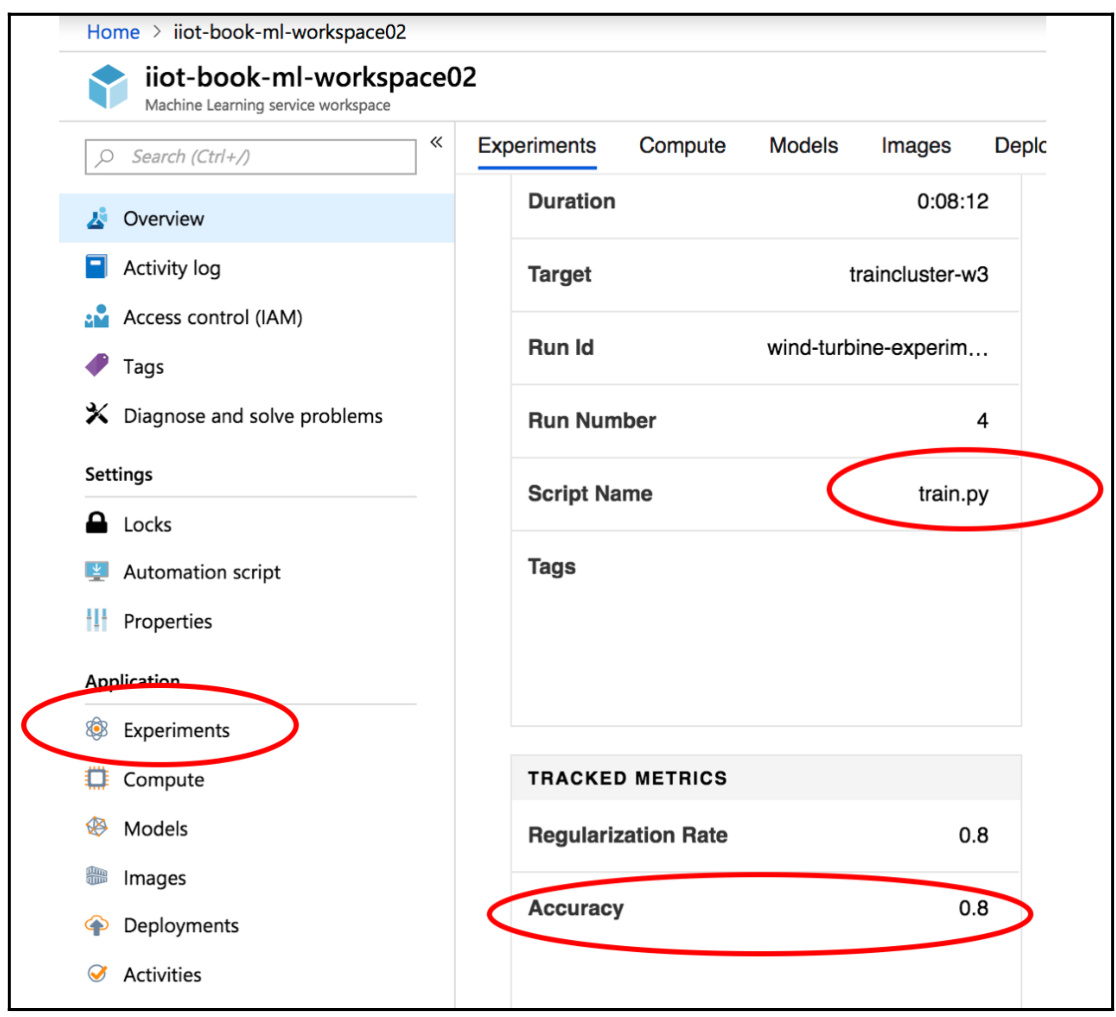 Home > iiot-book-ml-workspace02
iiot-book-ml-workspace02
Machine Learning service workspace
Search (Ctrl+/)
«
Overview
Activity log
Access control (IAM)
Tags
Diagnose and solve problems
Settings
Locks
Automation script
Properties
Application
Experiments
Compute
Models
Images
Deployments
Activities
Experiments Compute Models Images Deplo
Duration 0:08:12
Target traincluster-w3
Run Id wind-turbine-experim...
Run Number 4
Script Name train.py
Tags
TRACKED METRICS
Regularization Rate 0.8
Accuracy 0.8